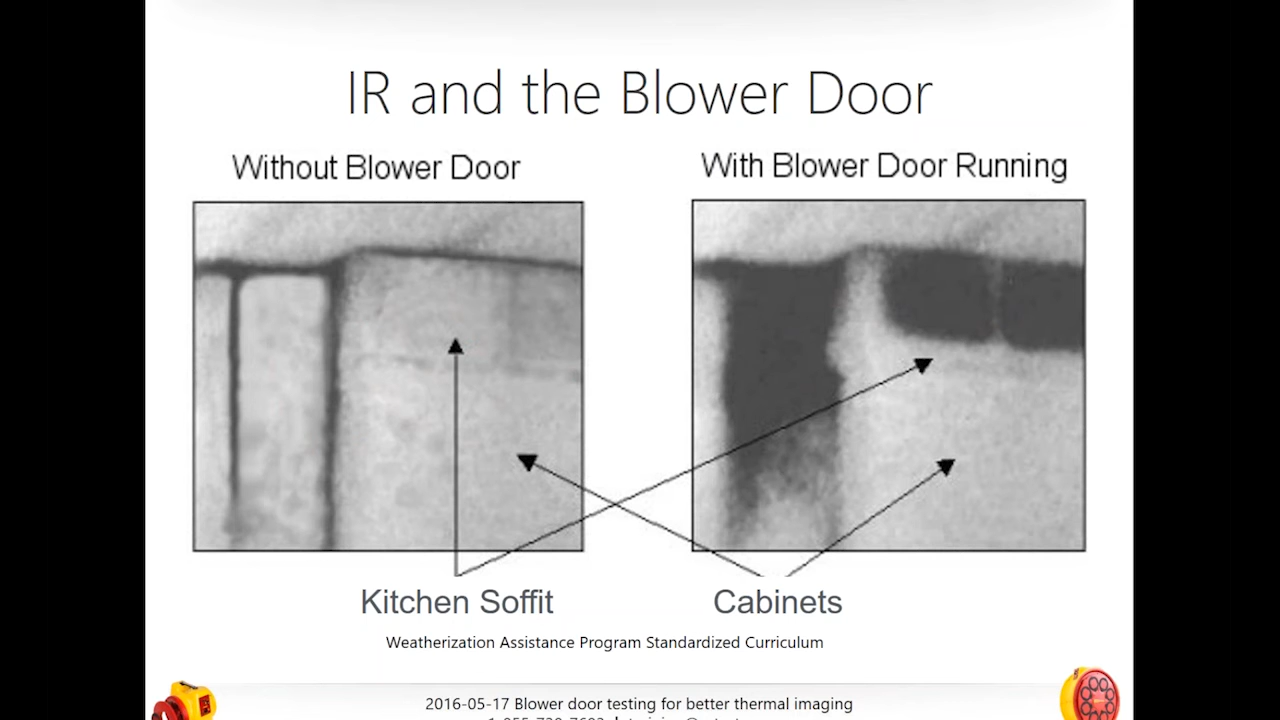 IR and the Blower Door
Without Blower Door
With Blower Door Running
Kitchen Soffit
Cabinets
Weatherization Assistance Program Standardized Curriculum
2016-05-17 Blower door testing for better thermal imaging